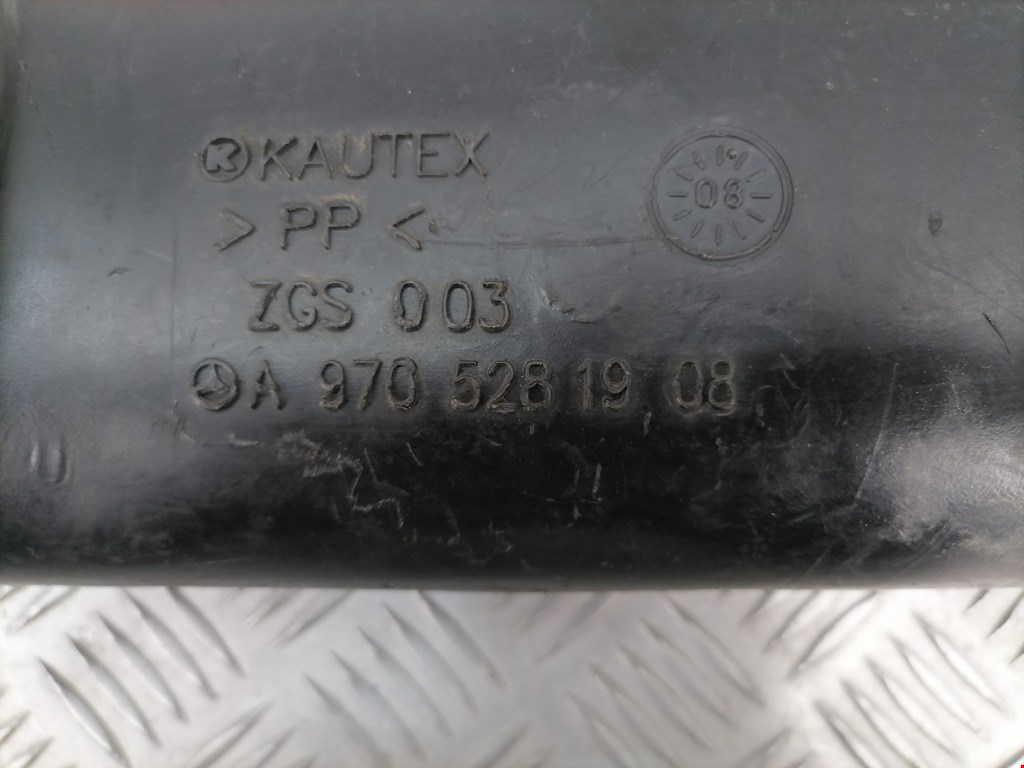 KAUTEX
> PP <
08
ZGS 003
A 970 528 19 08